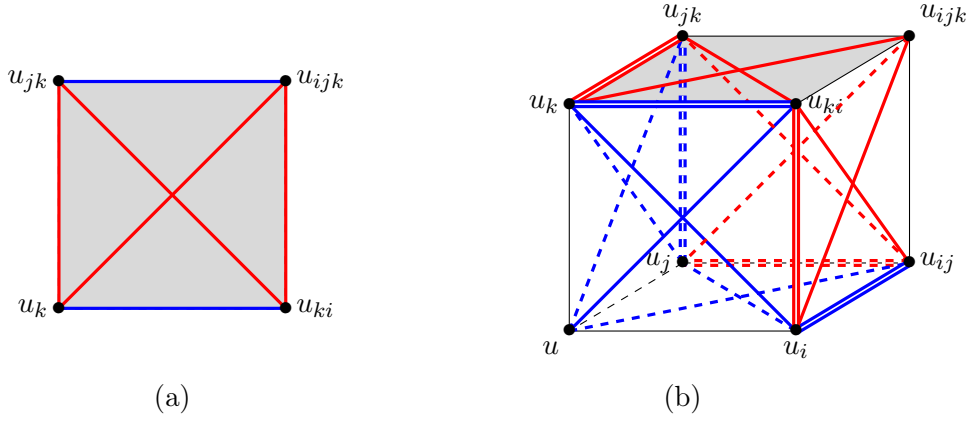 u_{jk} u_{ijk}
u_k u_{ki}
(a)
u_{jk} u_{ijk}
u_k u_{ki}
u_j u_{ij}
u u_i
(b)